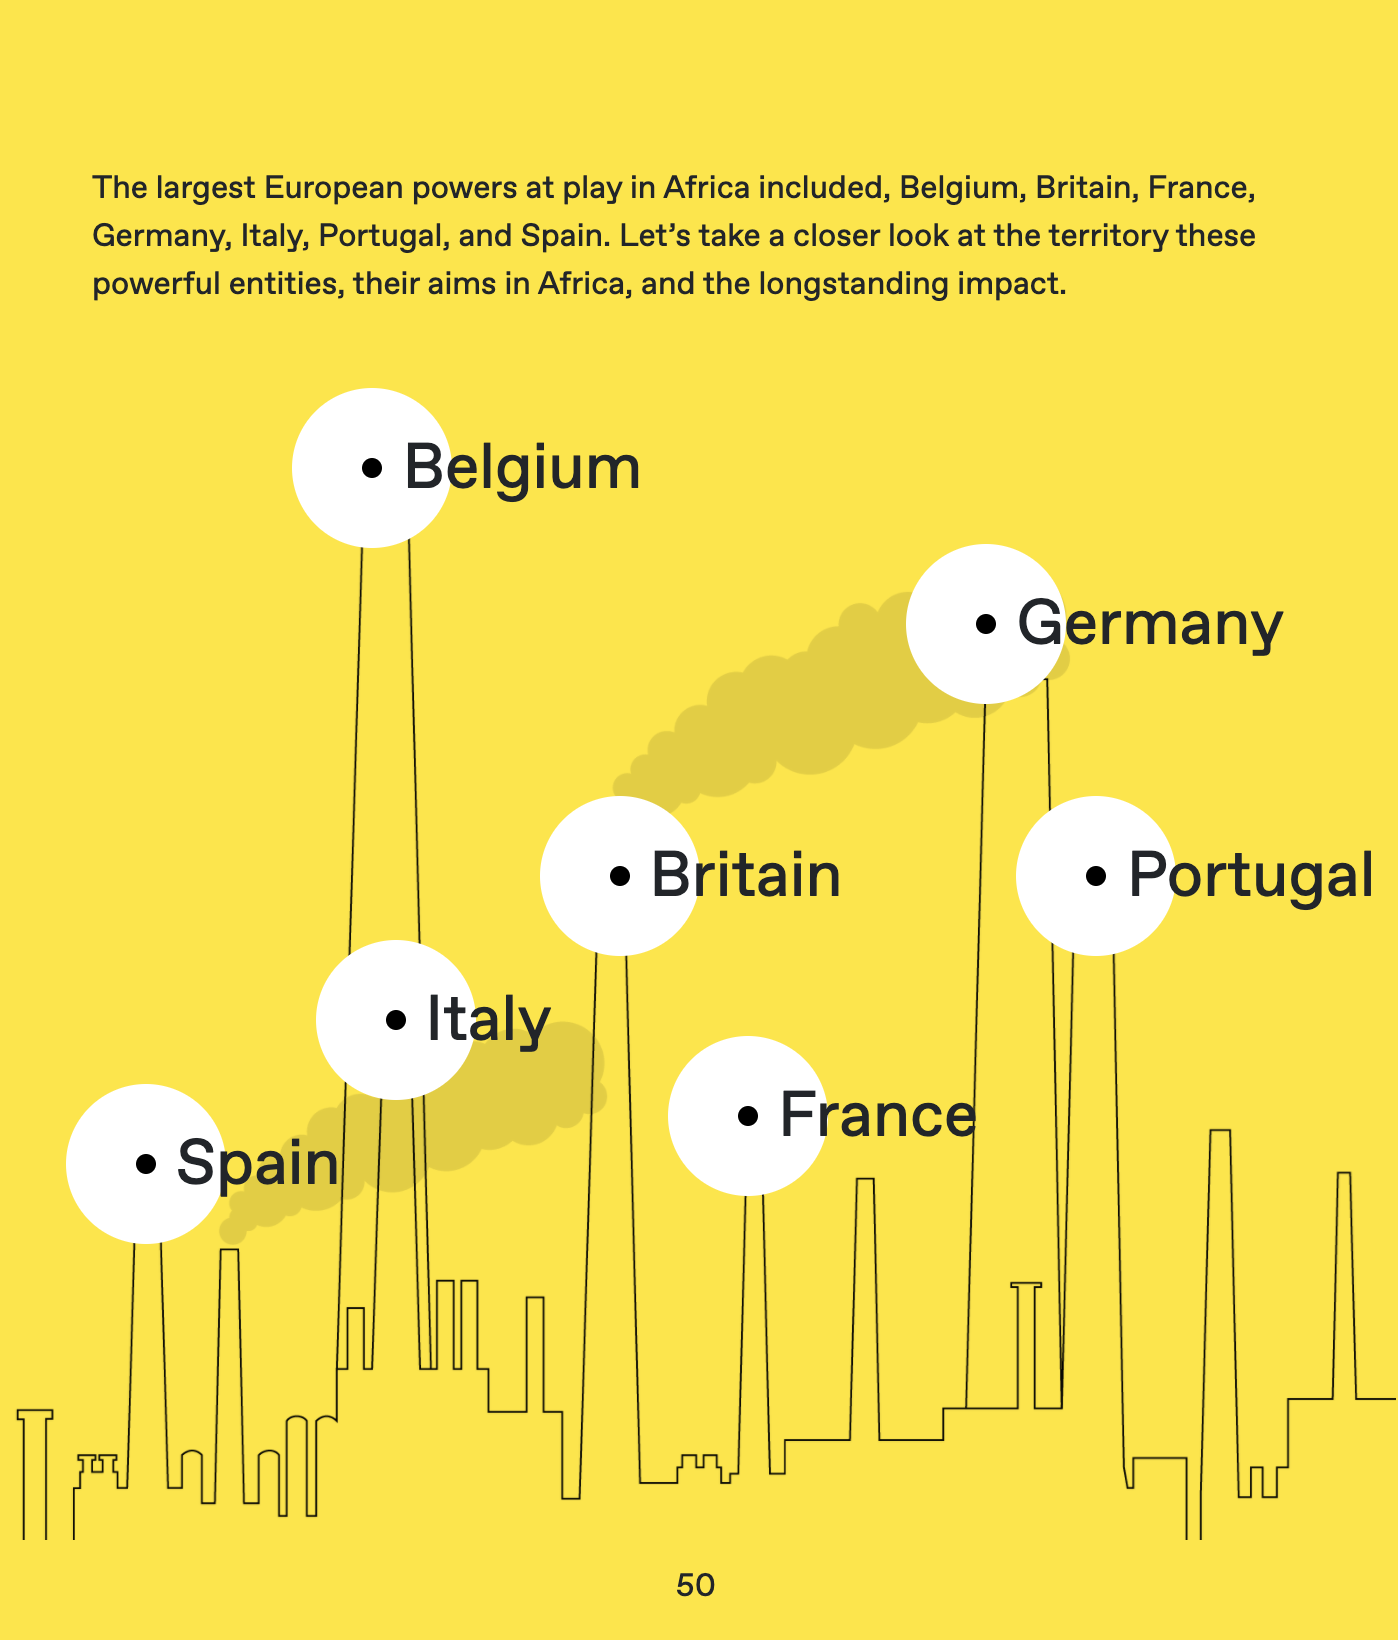 The largest European powers at play in Africa included, Belgium, Britain, France,
Germany, Italy, Portugal, and Spain. Let’s take a closer look at the territory these
powerful entities, their aims in Africa, and the longstanding impact.
Belgium
Germany
Britain
Portugal
Italy
France
Spain
50